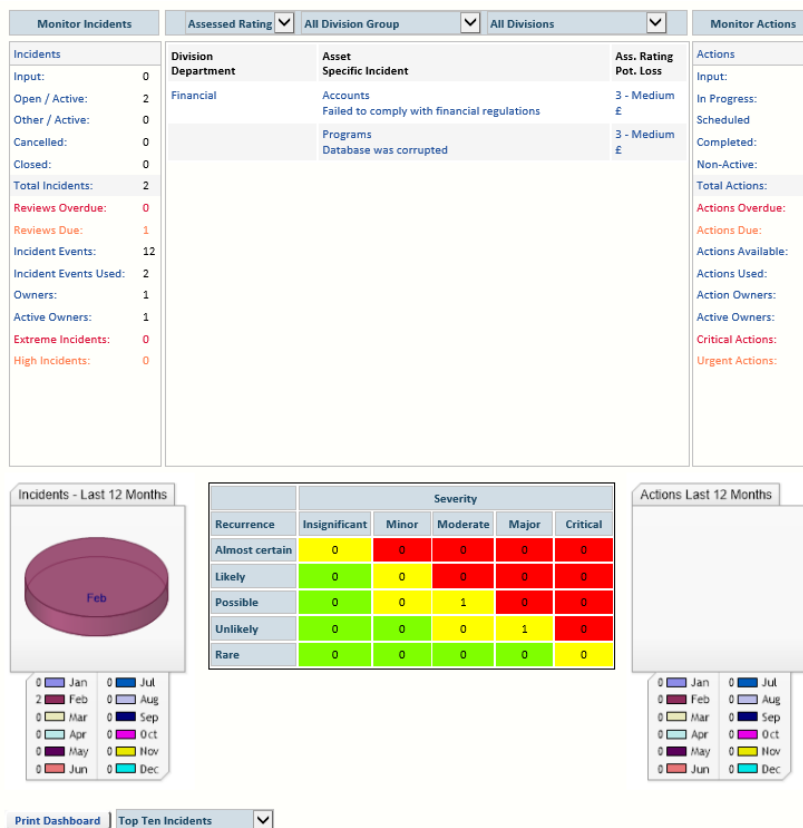 Monitor Incidents
Assessed Rating
All Division Group
All Divisions
Monitor Actions
Incidents
Input: 0
Open / Active: 2
Other / Active: 0
Cancelled: 0
Closed: 0
Total Incidents: 2
Reviews Overdue: 0
Reviews Due: 1
Incident Events: 12
Incident Events Used: 2
Owners: 1
Active Owners: 1
Extreme Incidents: 0
High Incidents: 0
Division Asset Ass. Rating
Department Specific Incident Pot. Loss
Financial Accounts 3 - Medium
Failed to comply with financial regulations £
Programs 3 - Medium
Database was corrupted £
Actions
Input:
In Progress:
Scheduled
Completed:
Non-Active:
Total Actions:
Actions Overdue:
Actions Due:
Actions Available:
Actions Used:
Action Owners:
Active Owners:
Critical Actions:
Urgent Actions:
Incidents - Last 12 Months
Feb
0 Jan 0 Jul
2 Feb 0 Aug
0 Mar 0 Sep
0 Apr 0 Oct
0 May 0 Nov
0 Jun 0 Dec
Severity
Recurrence Insignificant Minor Moderate Major Critical
Almost certain 0 0 0 0 0
Likely 0 0 0 0 0
Possible 0 0 1 0 0
Unlikely 0 0 0 1 0
Rare 0 0 0 0 0
Actions Last 12 Months
0 Jan 0 Jul
0 Feb 0 Aug
0 Mar 0 Sep
0 Apr 0 Oct
0 May 0 Nov
0 Jun 0 Dec
Print Dashboard
Top Ten Incidents